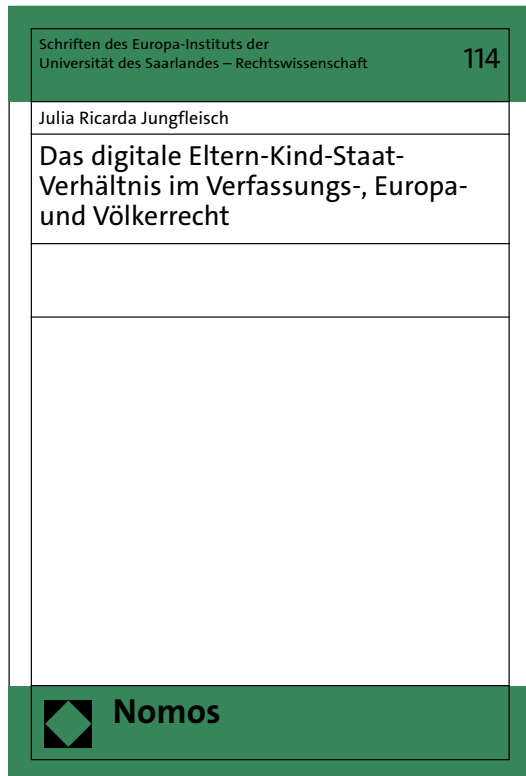 Schriften des Europa-Instituts der
Universität des Saarlandes – Rechtswissenschaft
114
Julia Ricarda Jungfleisch
Das digitale Eltern-Kind-Staat-
Verhältnis im Verfassungs-, Europa-
und Völkerrecht
Nomos